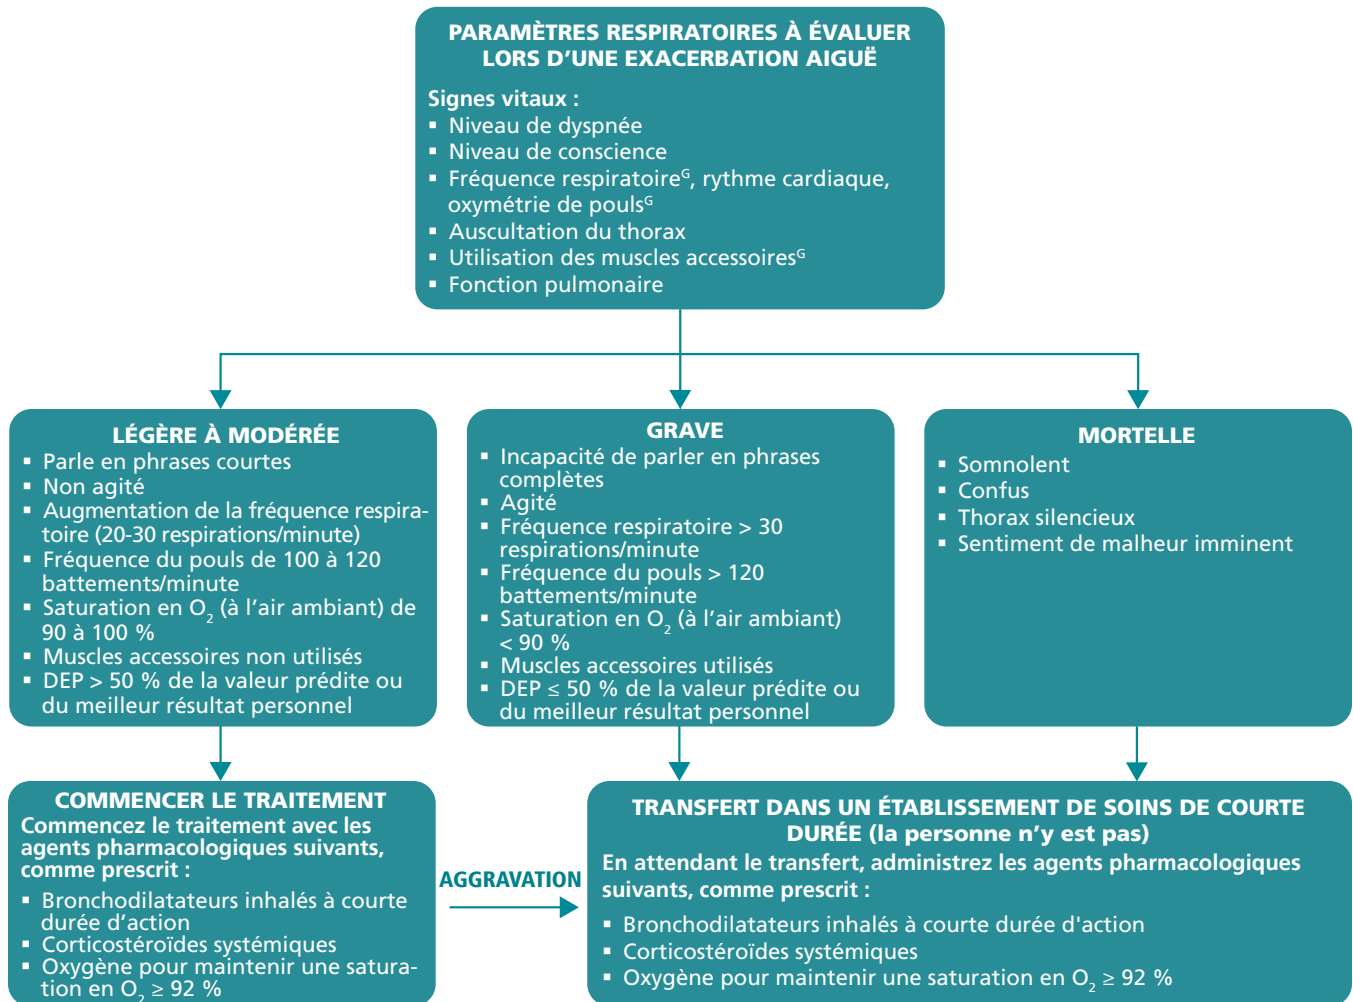 PARAMÈTRES RESPIRATOIRES À ÉVALUER
LORS D’UNE EXACERBATION AIGUË
Signes vitaux :
▪ Niveau de dyspnée
▪ Niveau de conscience
▪ Fréquence respiratoireᴳ, rythme cardiaque,
oxymétrie de poulsᴳ
▪ Auscultation du thorax
▪ Utilisation des muscles accessoiresᴳ
▪ Fonction pulmonaire
LÉGÈRE À MODÉRÉE
▪ Parle en phrases courtes
▪ Non agité
▪ Augmentation de la fréquence respira-
toire (20-30 respirations/minute)
▪ Fréquence du pouls de 100 à 120
battements/minute
▪ Saturation en O₂ (à l’air ambiant) de
90 à 100 %
▪ Muscles accessoires non utilisés
▪ DEP > 50 % de la valeur prédite ou
du meilleur résultat personnel
GRAVE
▪ Incapacité de parler en phrases
complètes
▪ Agité
▪ Fréquence respiratoire > 30
respirations/minute
▪ Fréquence du pouls > 120
battements/minute
▪ Saturation en O₂ (à l’air ambiant)
< 90 %
▪ Muscles accessoires utilisés
▪ DEP ≤ 50 % de la valeur prédite ou
du meilleur résultat personnel
MORTELLE
▪ Somnolent
▪ Confus
▪ Thorax silencieux
▪ Sentiment de malheur imminent
COMMENCER LE TRAITEMENT
Commencez le traitement avec les
agents pharmacologiques suivants,
comme prescrit :
▪ Bronchodilatateurs inhalés à courte
durée d’action
▪ Corticostéroïdes systémiques
▪ Oxygène pour maintenir une satura-
tion en O₂ ≥ 92 %
AGGRAVATION
TRANSFERT DANS UN ÉTABLISSEMENT DE SOINS DE COURTE
DURÉE (la personne n’y est pas)
En attendant le transfert, administrez les agents pharmacologiques
suivants, comme prescrit :
▪ Bronchodilatateurs inhalés à courte durée d'action
▪ Corticostéroïdes systémiques
▪ Oxygène pour maintenir une saturation en O₂ ≥ 92 %